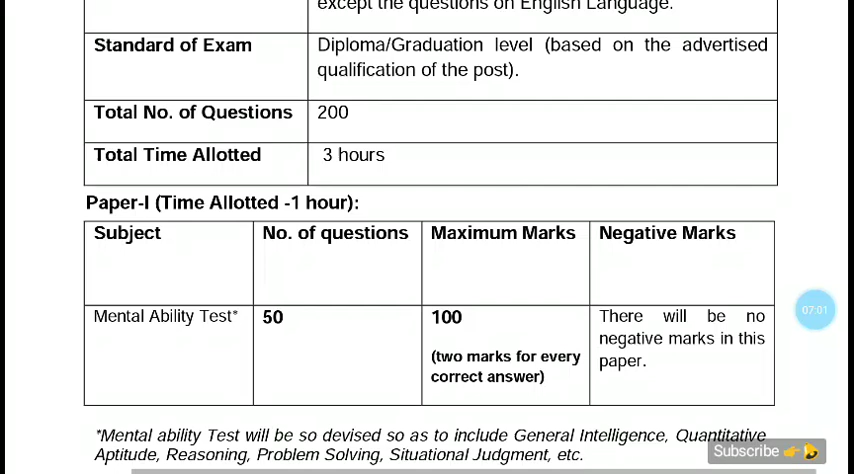 except the questions on English Language.
Standard of Exam
Diploma/Graduation level (based on the advertised
qualification of the post).
Total No. of Questions
200
Total Time Allotted
3 hours
Paper-I (Time Allotted -1 hour):
Subject
No. of questions
Maximum Marks
Negative Marks
Mental Ability Test*
50
100
(two marks for every
correct answer)
There will be no
negative marks in this
paper.
07:01
*Mental ability Test will be so devised so as to include General Intelligence, Quantitative
Aptitude, Reasoning, Problem Solving, Situational Judgment, etc.
Subscribe